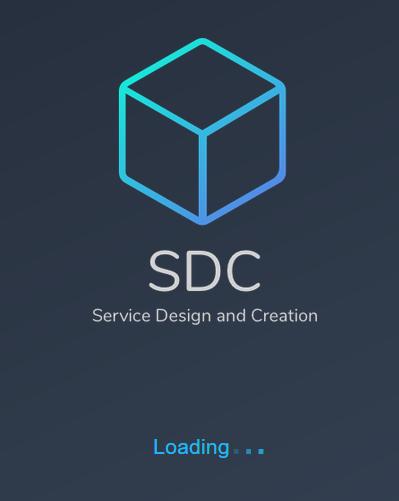 SDC
Service Design and Creation
Loading...